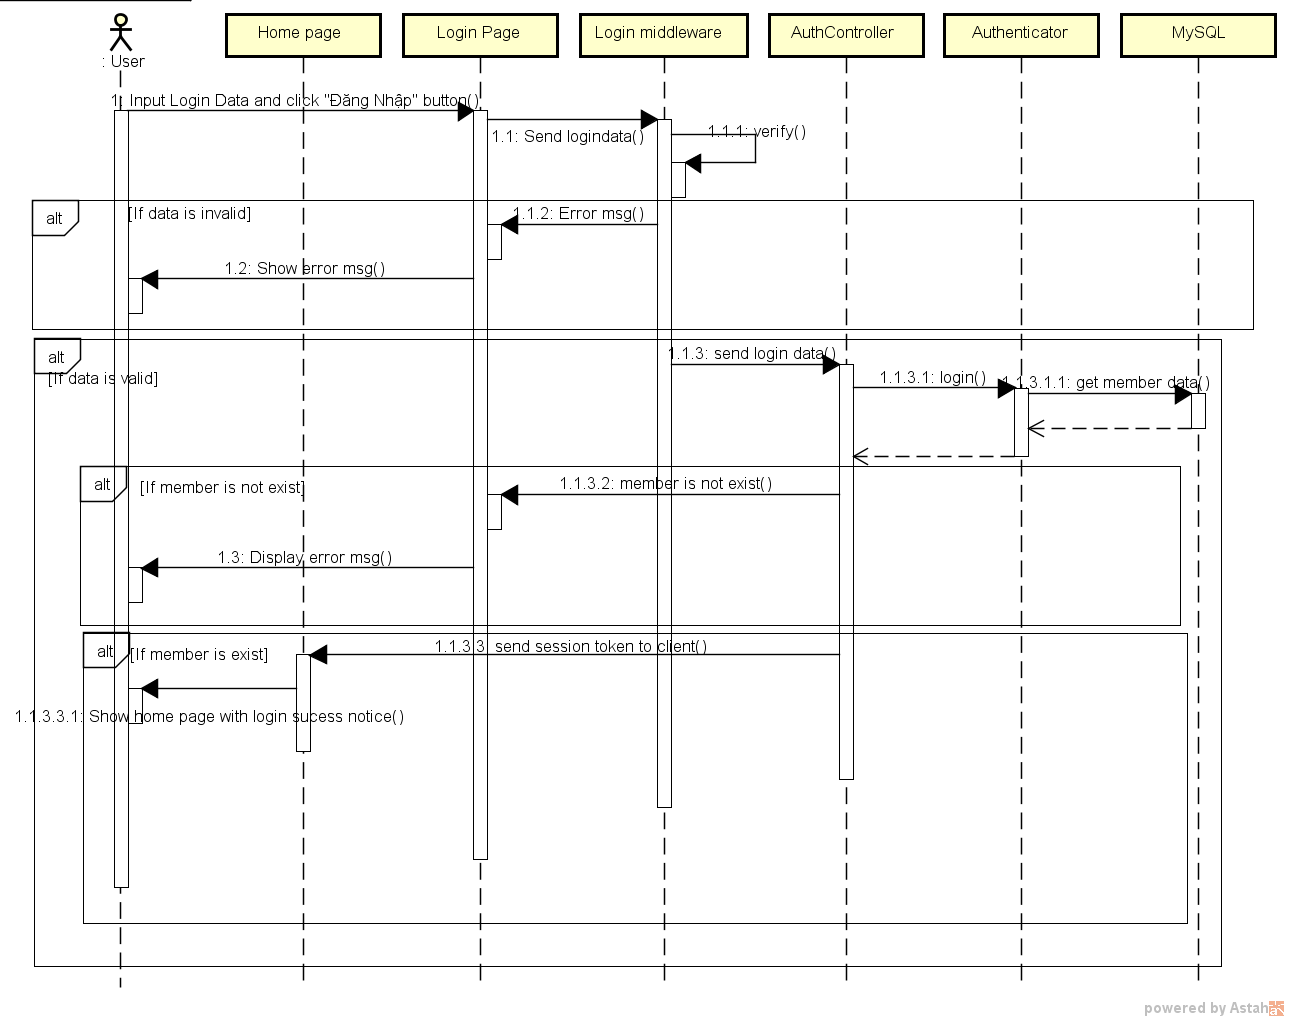 : User
Home page
Login Page
Login middleware
AuthController
Authenticator
MySQL
1: Input Login Data and click "Đăng Nhập" button()
1.1: Send logindata()
1.1.1: verify()
alt
[If data is invalid]
1.1.2: Error msg()
1.2: Show error msg()
alt
[If data is valid]
1.1.3: send login data()
1.1.3.1: login()
1.1.3.1.1: get member data()
alt
[If member is not exist]
1.1.3.2: member is not exist()
1.3: Display error msg()
alt
[If member is exist]
1.1.3.3: send session token to client()
1.1.3.3.1: Show home page with login sucess notice()
powered by Astah